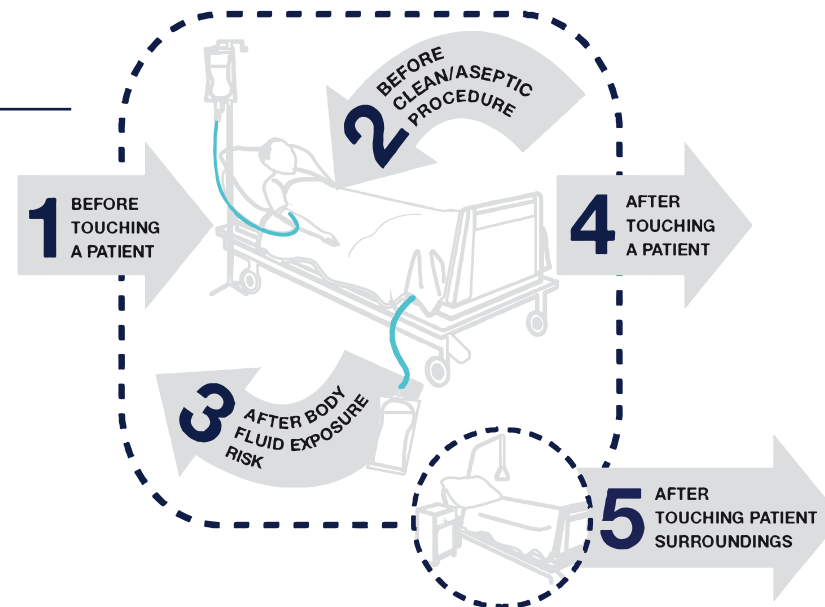 1
BEFORE
TOUCHING
A PATIENT
2
BEFORE
CLEAN/ASEPTIC
PROCEDURE
3
AFTER BODY
FLUID EXPOSURE
RISK
4
AFTER
TOUCHING
A PATIENT
5
AFTER
TOUCHING PATIENT
SURROUNDINGS